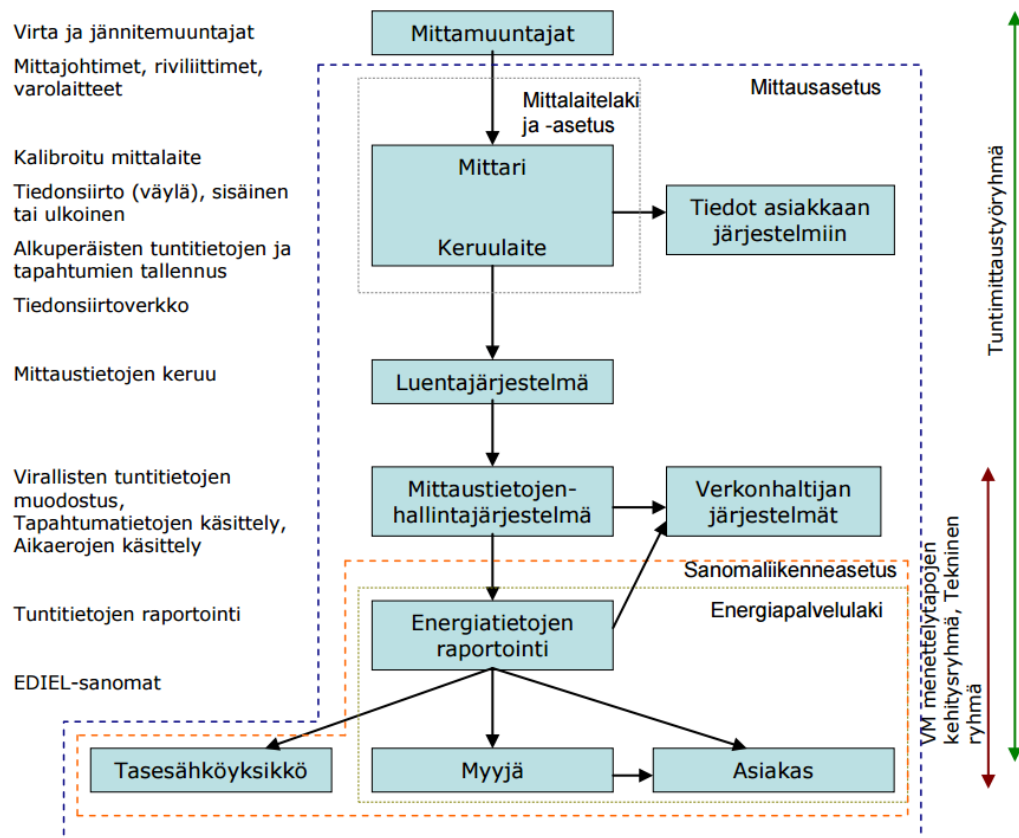 Virta ja jännitemuuntajat
Mittamuuntajat
Mittajohtimet, riviliittimet,
varolaitteet
Mittausasetus
Mittalaitelaki
ja -asetus
Kalibroitu mittalaite
Mittari
Tiedonsiirto (väylä), sisäinen
tai ulkoinen
Tiedot asiakkaan
järjestelmiin
Keruulaite
Alkuperäisten tuntitietojen ja
tapahtumien tallennus
Tiedonsiirtoverkko
Tuntimittaustyöryhmä
Mittaustietojen keruu
Luentajärjestelmä
Virallisten tuntitietojen
muodostus,
Tapahtumatietojen käsittely,
Aikaerojen käsittely
Mittaustietojen-
hallintajärjestelmä
Verkonhaltijan
järjestelmät
Sanomaliikenneasetus
Energiapalvelulaki
Tuntitietojen raportointi
Energiatietojen
raportointi
VM menettelytapojen
kehitysryhmä, Tekninen
ryhmä
EDIEL-sanomat
Tasesähköyksikkö
Myyjä
Asiakas